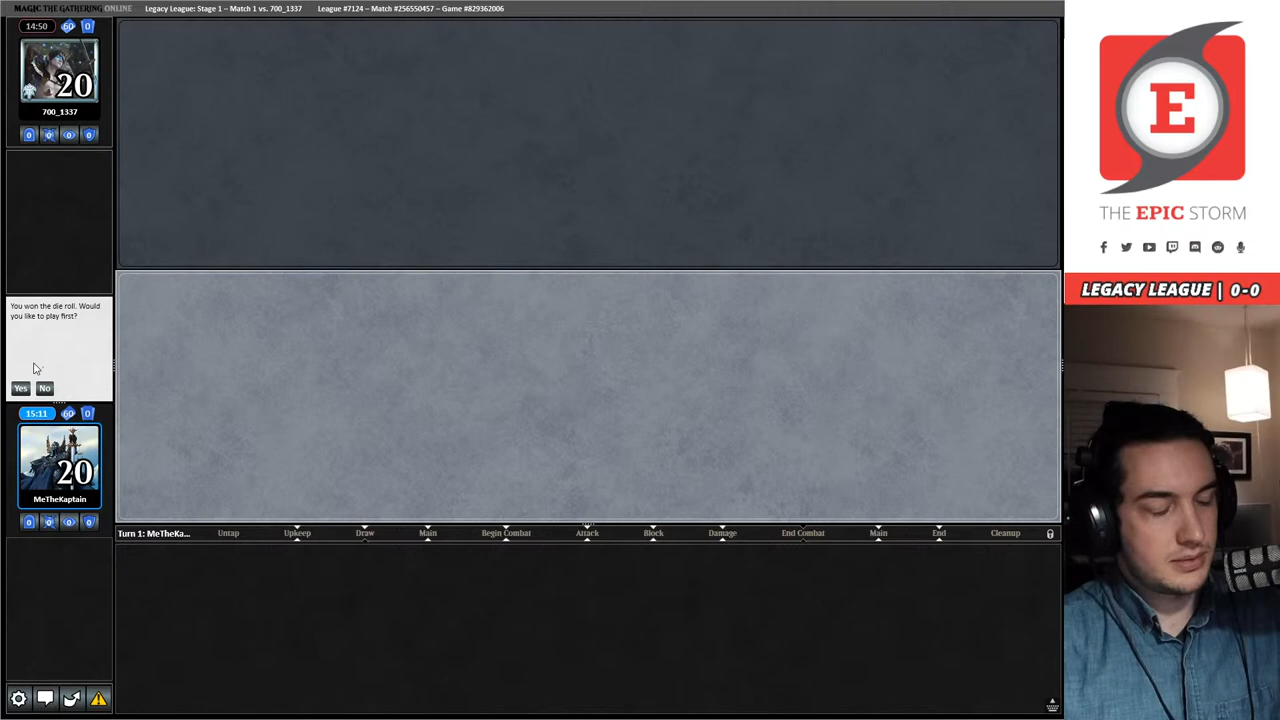 MAGIC THE GATHERING ONLINE Legacy League: Stage 1 – Match 1 vs. 700_1337 League #7124 – Match #256550457 – Game #829362006
14:50 60 0
20
700_1337
0 0 0 0
You won the die roll. Would
you like to play first?
Yes No
15:11 60 0
20
MeTheKaptain
0 0 0 0
Turn 1: MeTheKa... Untap Upkeep Draw Main Begin Combat Attack Block Damage End Combat Main End Cleanup
E
THE EPIC STORM
LEGACY LEAGUE | 0-0
RODE